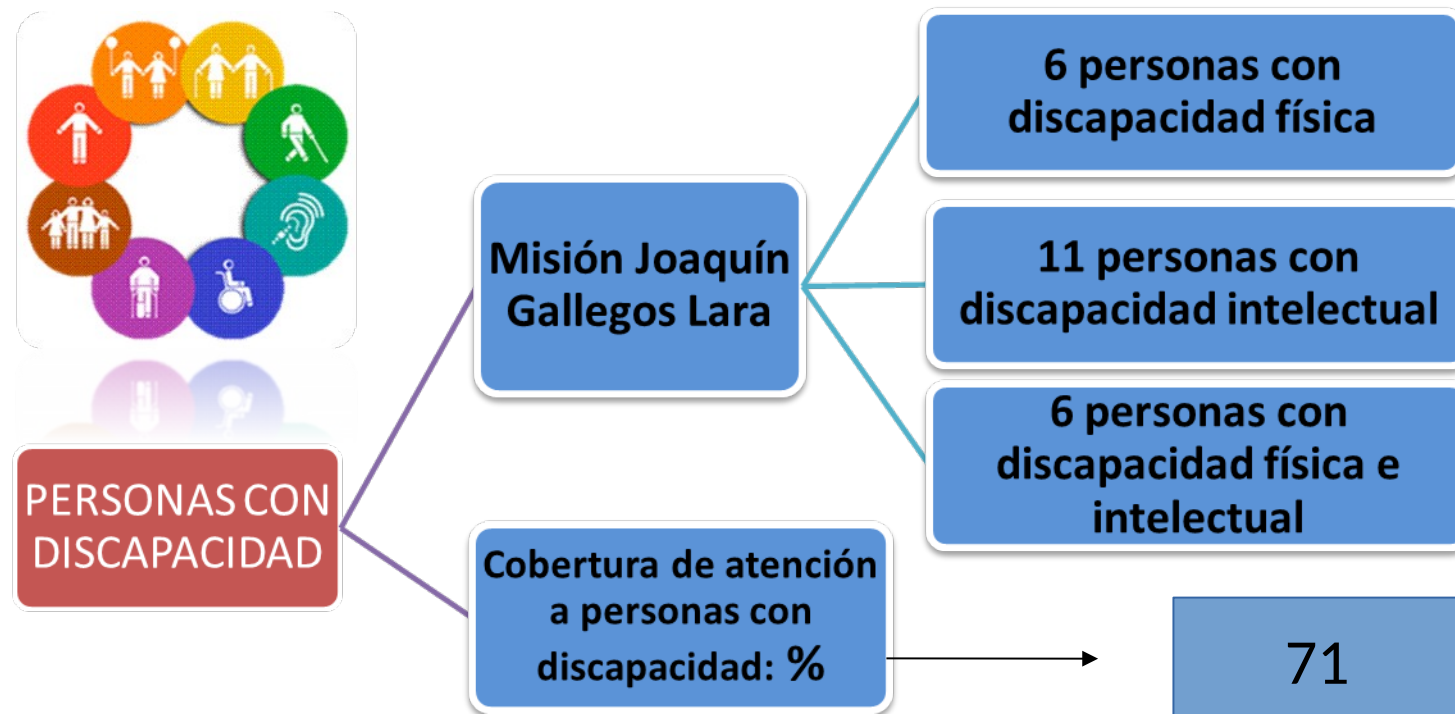 PERSONAS CON
DISCAPACIDAD
Misión Joaquín
Gallegos Lara
6 personas con
discapacidad física
11 personas con
discapacidad intelectual
6 personas con
discapacidad física e
intelectual
Cobertura de atención
a personas con
discapacidad: %
71